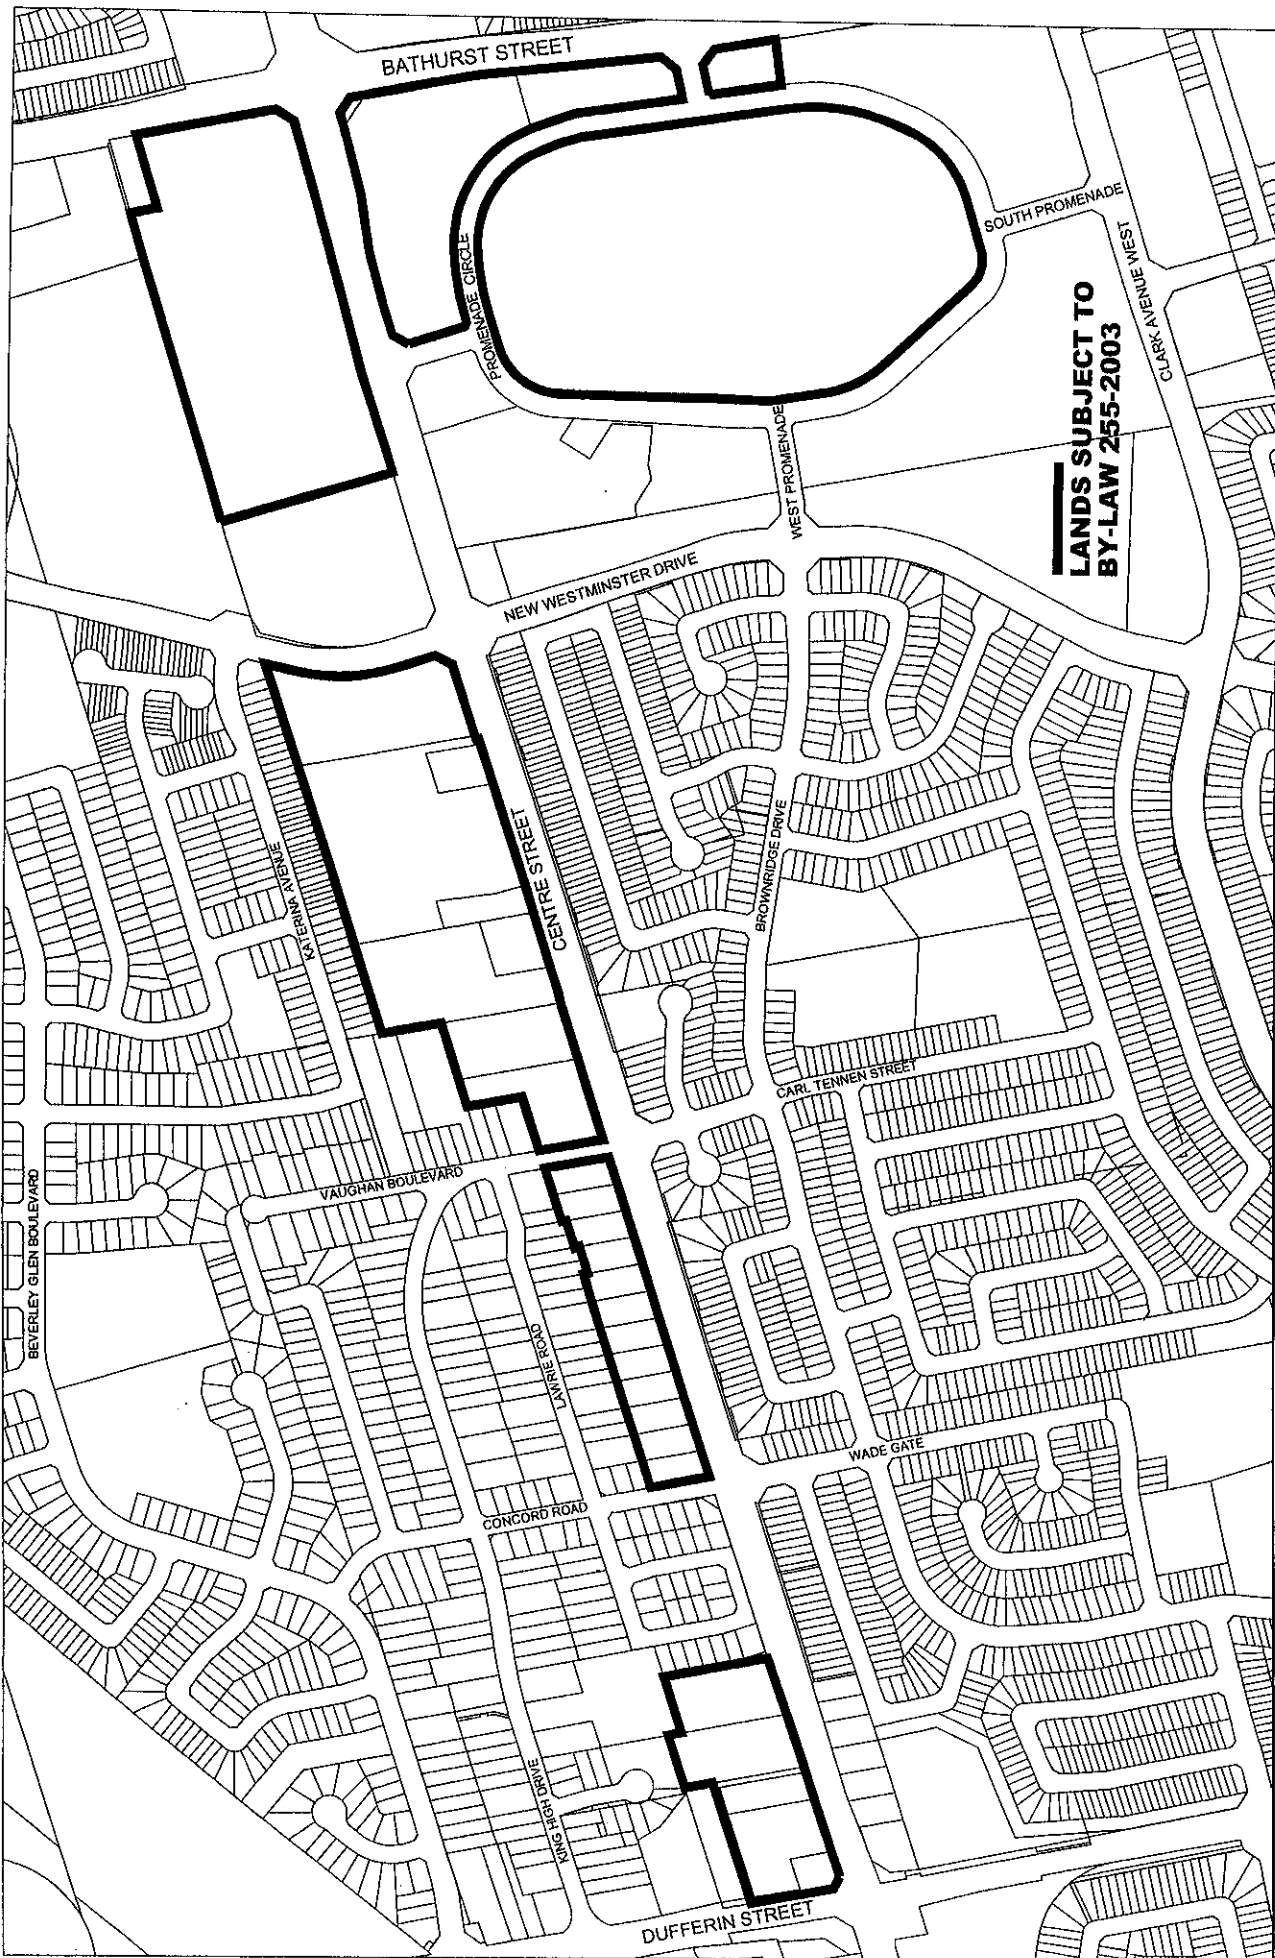 BATHURST STREET
SOUTH PROMENADE
CLARK AVENUE WEST
PROMENADE CIRCLE
LANDS SUBJECT TO
BY-LAW 255-2003
WEST PROMENADE
NEW WESTMINSTER DRIVE
CENTRE STREET
BROWNRIDGE DRIVE
KATERINA AVENUE
CARL TENNEN STREET
VAUGHAN BOULEVARD
BEVERLEY GLEN BOULEVARD
LAWRIE ROAD
WADE GATE
CONCORD ROAD
KING HIGH DRIVE
DUFFERIN STREET